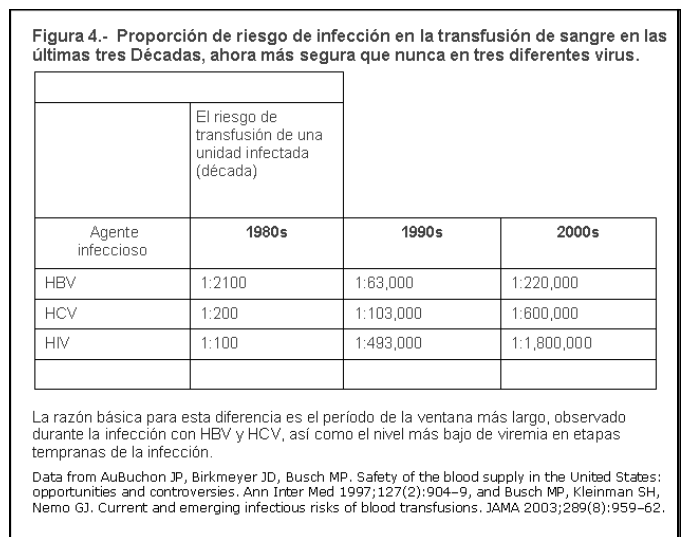 Figura 4.- Proporción de riesgo de infección en la transfusión de sangre en las
últimas tres Décadas, ahora más segura que nunca en tres diferentes virus.
El riesgo de
transfusión de una
unidad infectada
(década)
Agente
infeccioso
1980s 1990s 2000s
HBV 1:2100 1:63,000 1:220,000
HCV 1:200 1:103,000 1:600,000
HIV 1:100 1:493,000 1:1,800,000
La razón básica para esta diferencia es el período de la ventana más largo, observado
durante la infección con HBV y HCV, así como el nivel más bajo de viremia en etapas
tempranas de la infección.
Data from AuBuchon JP, Birkmeyer JD, Busch MP. Safety of the blood supply in the United States:
opportunities and controversies. Ann Inter Med 1997;127(2):904–9, and Busch MP, Kleinman SH,
Nemo GJ. Current and emerging infectious risks of blood transfusions. JAMA 2003;289(8):959–62.